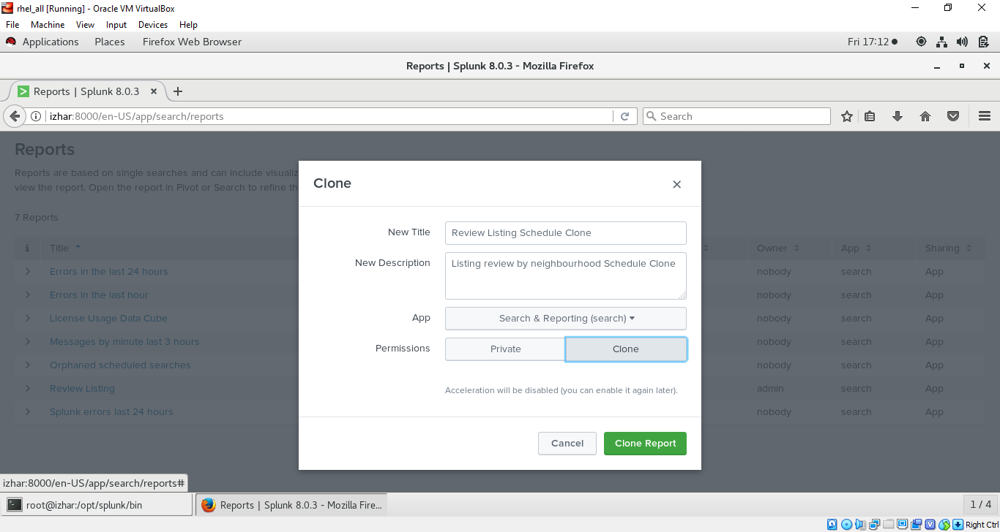 rhel_all [Running] - Oracle VM VirtualBox
File Machine View Input Devices Help
Applications Places Firefox Web Browser Fri 17:12
Reports | Splunk 8.0.3 - Mozilla Firefox
Reports | Splunk 8.0.3
izhar:8000/en-US/app/search/reports Search
Reports
Reports are based on single searches and can include visualiz
view the report. Open the report in Pivot or Search to refine th
7 Reports
i Title Owner App Sharing
Errors in the last 24 hours nobody search App
Errors in the last hour nobody search App
License Usage Data Cube nobody search App
Messages by minute last 3 hours nobody search App
Orphaned scheduled searches nobody search App
Review Listing admin search App
Splunk errors last 24 hours nobody search App
Clone
New Title Review Listing Schedule Clone
New Description Listing review by neighbourhood Schedule Clone
App Search & Reporting (search)
Permissions Private Clone
Acceleration will be disabled (you can enable it again later).
Cancel Clone Report
izhar:8000/en-US/app/search/reports#
root@izhar:/opt/splunk/bin Reports | Splunk 8.0.3 - Mozilla Fire... 1 / 4
Right Ctrl